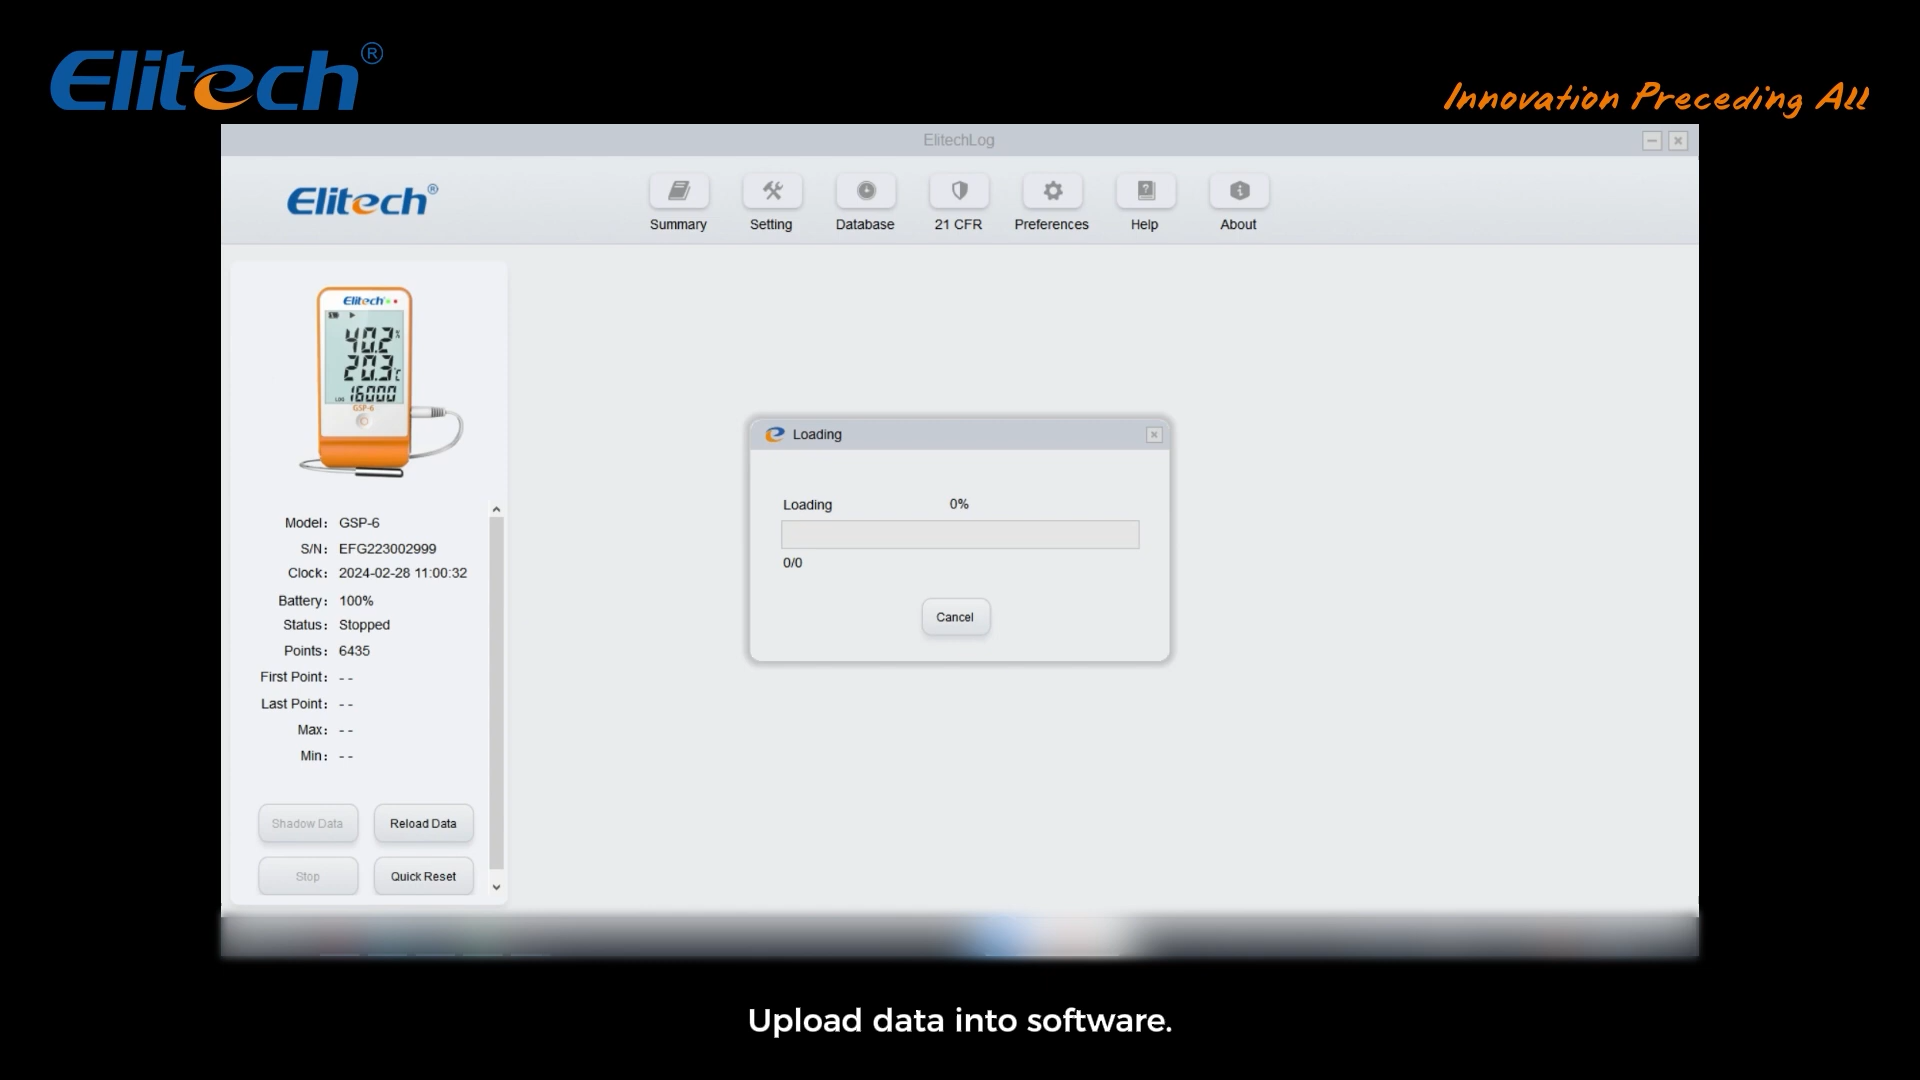 Elitech®
Innovation Preceding All
ElitechLog
Elitech®
Summary
Setting
Database
21 CFR
Preferences
Help
About
Elitech
40.2%
20.3℃
LOG 16000
GSP-6
Model: GSP-6
S/N: EFG223002999
Clock: 2024-02-28 11:00:32
Battery: 100%
Status: Stopped
Points: 6435
First Point: - -
Last Point: - -
Max: - -
Min: - -
Shadow Data
Reload Data
Stop
Quick Reset
Loading
Loading 0%
0/0
Cancel
Upload data into software.